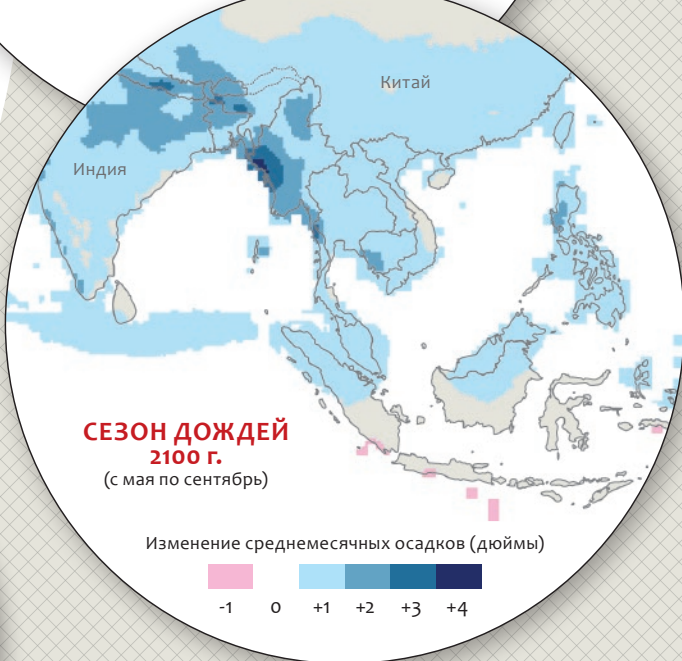 Китай
Индия
СЕЗОН ДОЖДЕЙ
2100 г.
(с мая по сентябрь)
Изменение среднемесячных осадков (дюймы)
-1 0 +1 +2 +3 +4